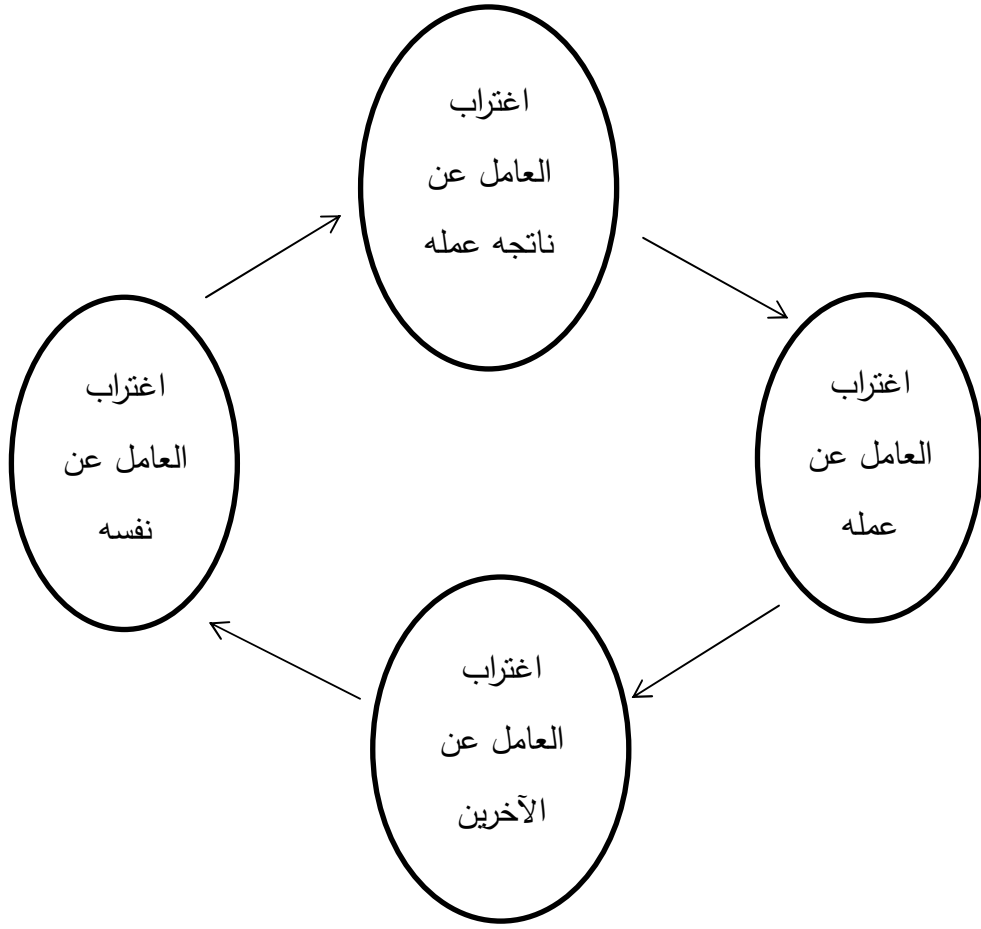 اغتراب
العامل عن
ناتجه عمله
اغتراب
العامل عن
عمله
اغتراب
العامل عن
نفسه
اغتراب
العامل عن
الآخرين